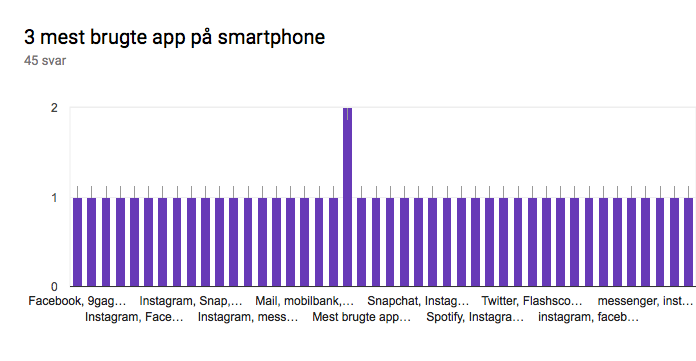 3 mest brugte app på smartphone
45 svar
2
1
0
Facebook, 9gag… Instagram, Snap,… Mail, mobilbank,… Snapchat, Instag… Twitter, Flashsco… messenger, inst…
Instagram, Face… Instagram, mess… Mest brugte app… Spotify, Instagra… instagram, faceb…